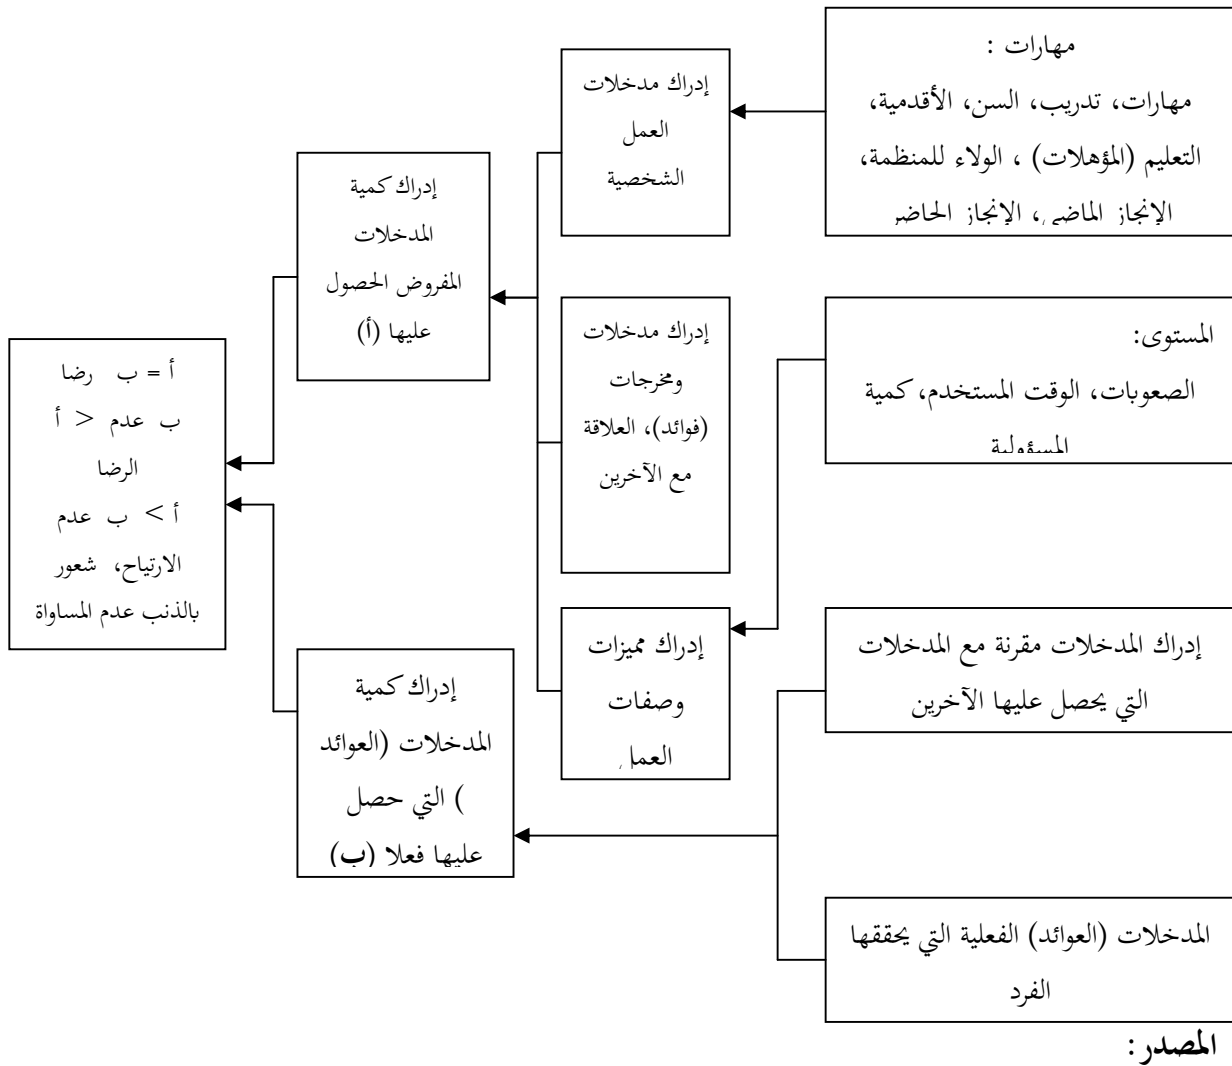 مهارات :
مهارات، تدريب، السن، الأقدمية،
التعليم (المؤهلات) ، الولاء للمنظمة،
الإنجاز الماضي، الإنجاز الحاضر
المستوى:
الصعوبات، الوقت المستخدم، كمية
المسؤولية
إدراك المدخلات مقرنة مع المدخلات
التي يحصل عليها الآخرين
المدخلات (العوائد) الفعلية التي يحققها
الفرد
إدراك مدخلات
العمل
الشخصية
إدراك مدخلات
ومخرجات
(فوائد)، العلاقة
مع الآخرين
إدراك مميزات
وصفات
العمل
إدراك كمية
المدخلات
المفروض الحصول
عليها (أ)
إدراك كمية
المدخلات (العوائد
) التي حصل
عليها فعلا (ب)
أ = ب رضا
أ > ب عدم
الرضا
أ < ب عدم
الارتياح، شعور
بالذنب عدم المساواة
المصدر: